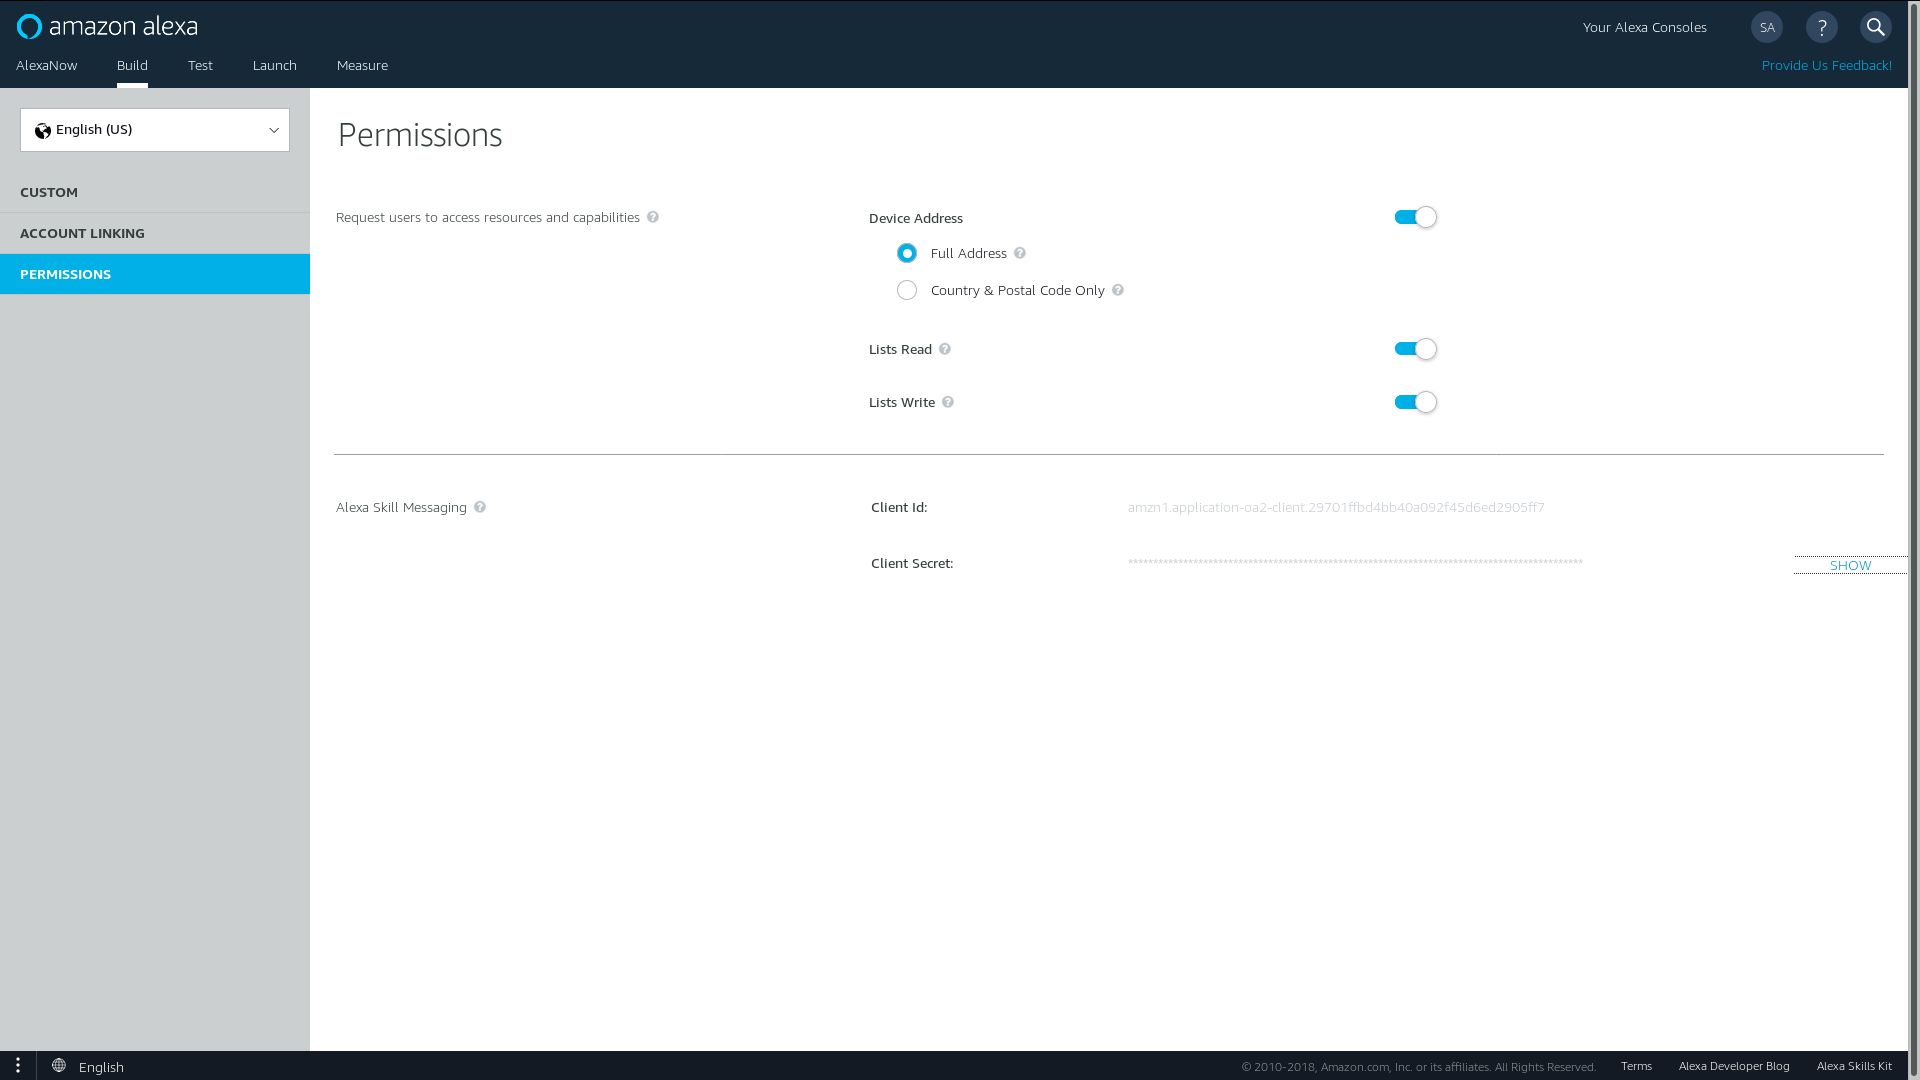 amazon alexa
Your Alexa Consoles
SA
?
AlexaNow
Build
Test
Launch
Measure
Provide Us Feedback!
English (US)
CUSTOM
ACCOUNT LINKING
PERMISSIONS
Permissions
Request users to access resources and capabilities ?
Device Address
Full Address ?
Country & Postal Code Only ?
Lists Read ?
Lists Write ?
Alexa Skill Messaging ?
Client Id:
amzn1.application-oa2-client.29701ffbd4bb40a092f45d6ed2905ff7
Client Secret:
SHOW
English
© 2010-2018, Amazon.com, Inc. or its affiliates. All Rights Reserved.
Terms
Alexa Developer Blog
Alexa Skills Kit